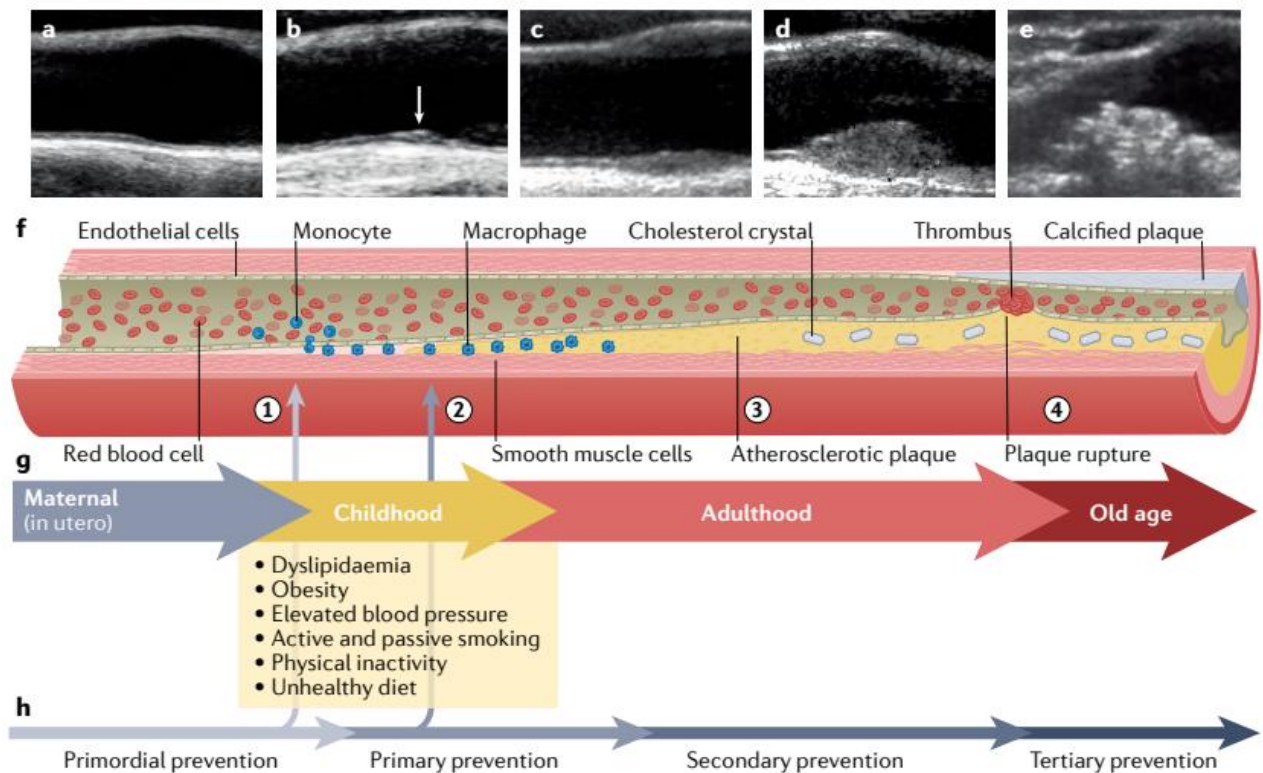 a
b
c
d
e
f
Endothelial cells
Monocyte
Macrophage
Cholesterol crystal
Thrombus
Calcified plaque
1
2
3
4
Red blood cell
Smooth muscle cells
Atherosclerotic plaque
Plaque rupture
g
Maternal
(in utero)
Childhood
Adulthood
Old age
• Dyslipidaemia
• Obesity
• Elevated blood pressure
• Active and passive smoking
• Physical inactivity
• Unhealthy diet
h
Primordial prevention
Primary prevention
Secondary prevention
Tertiary prevention